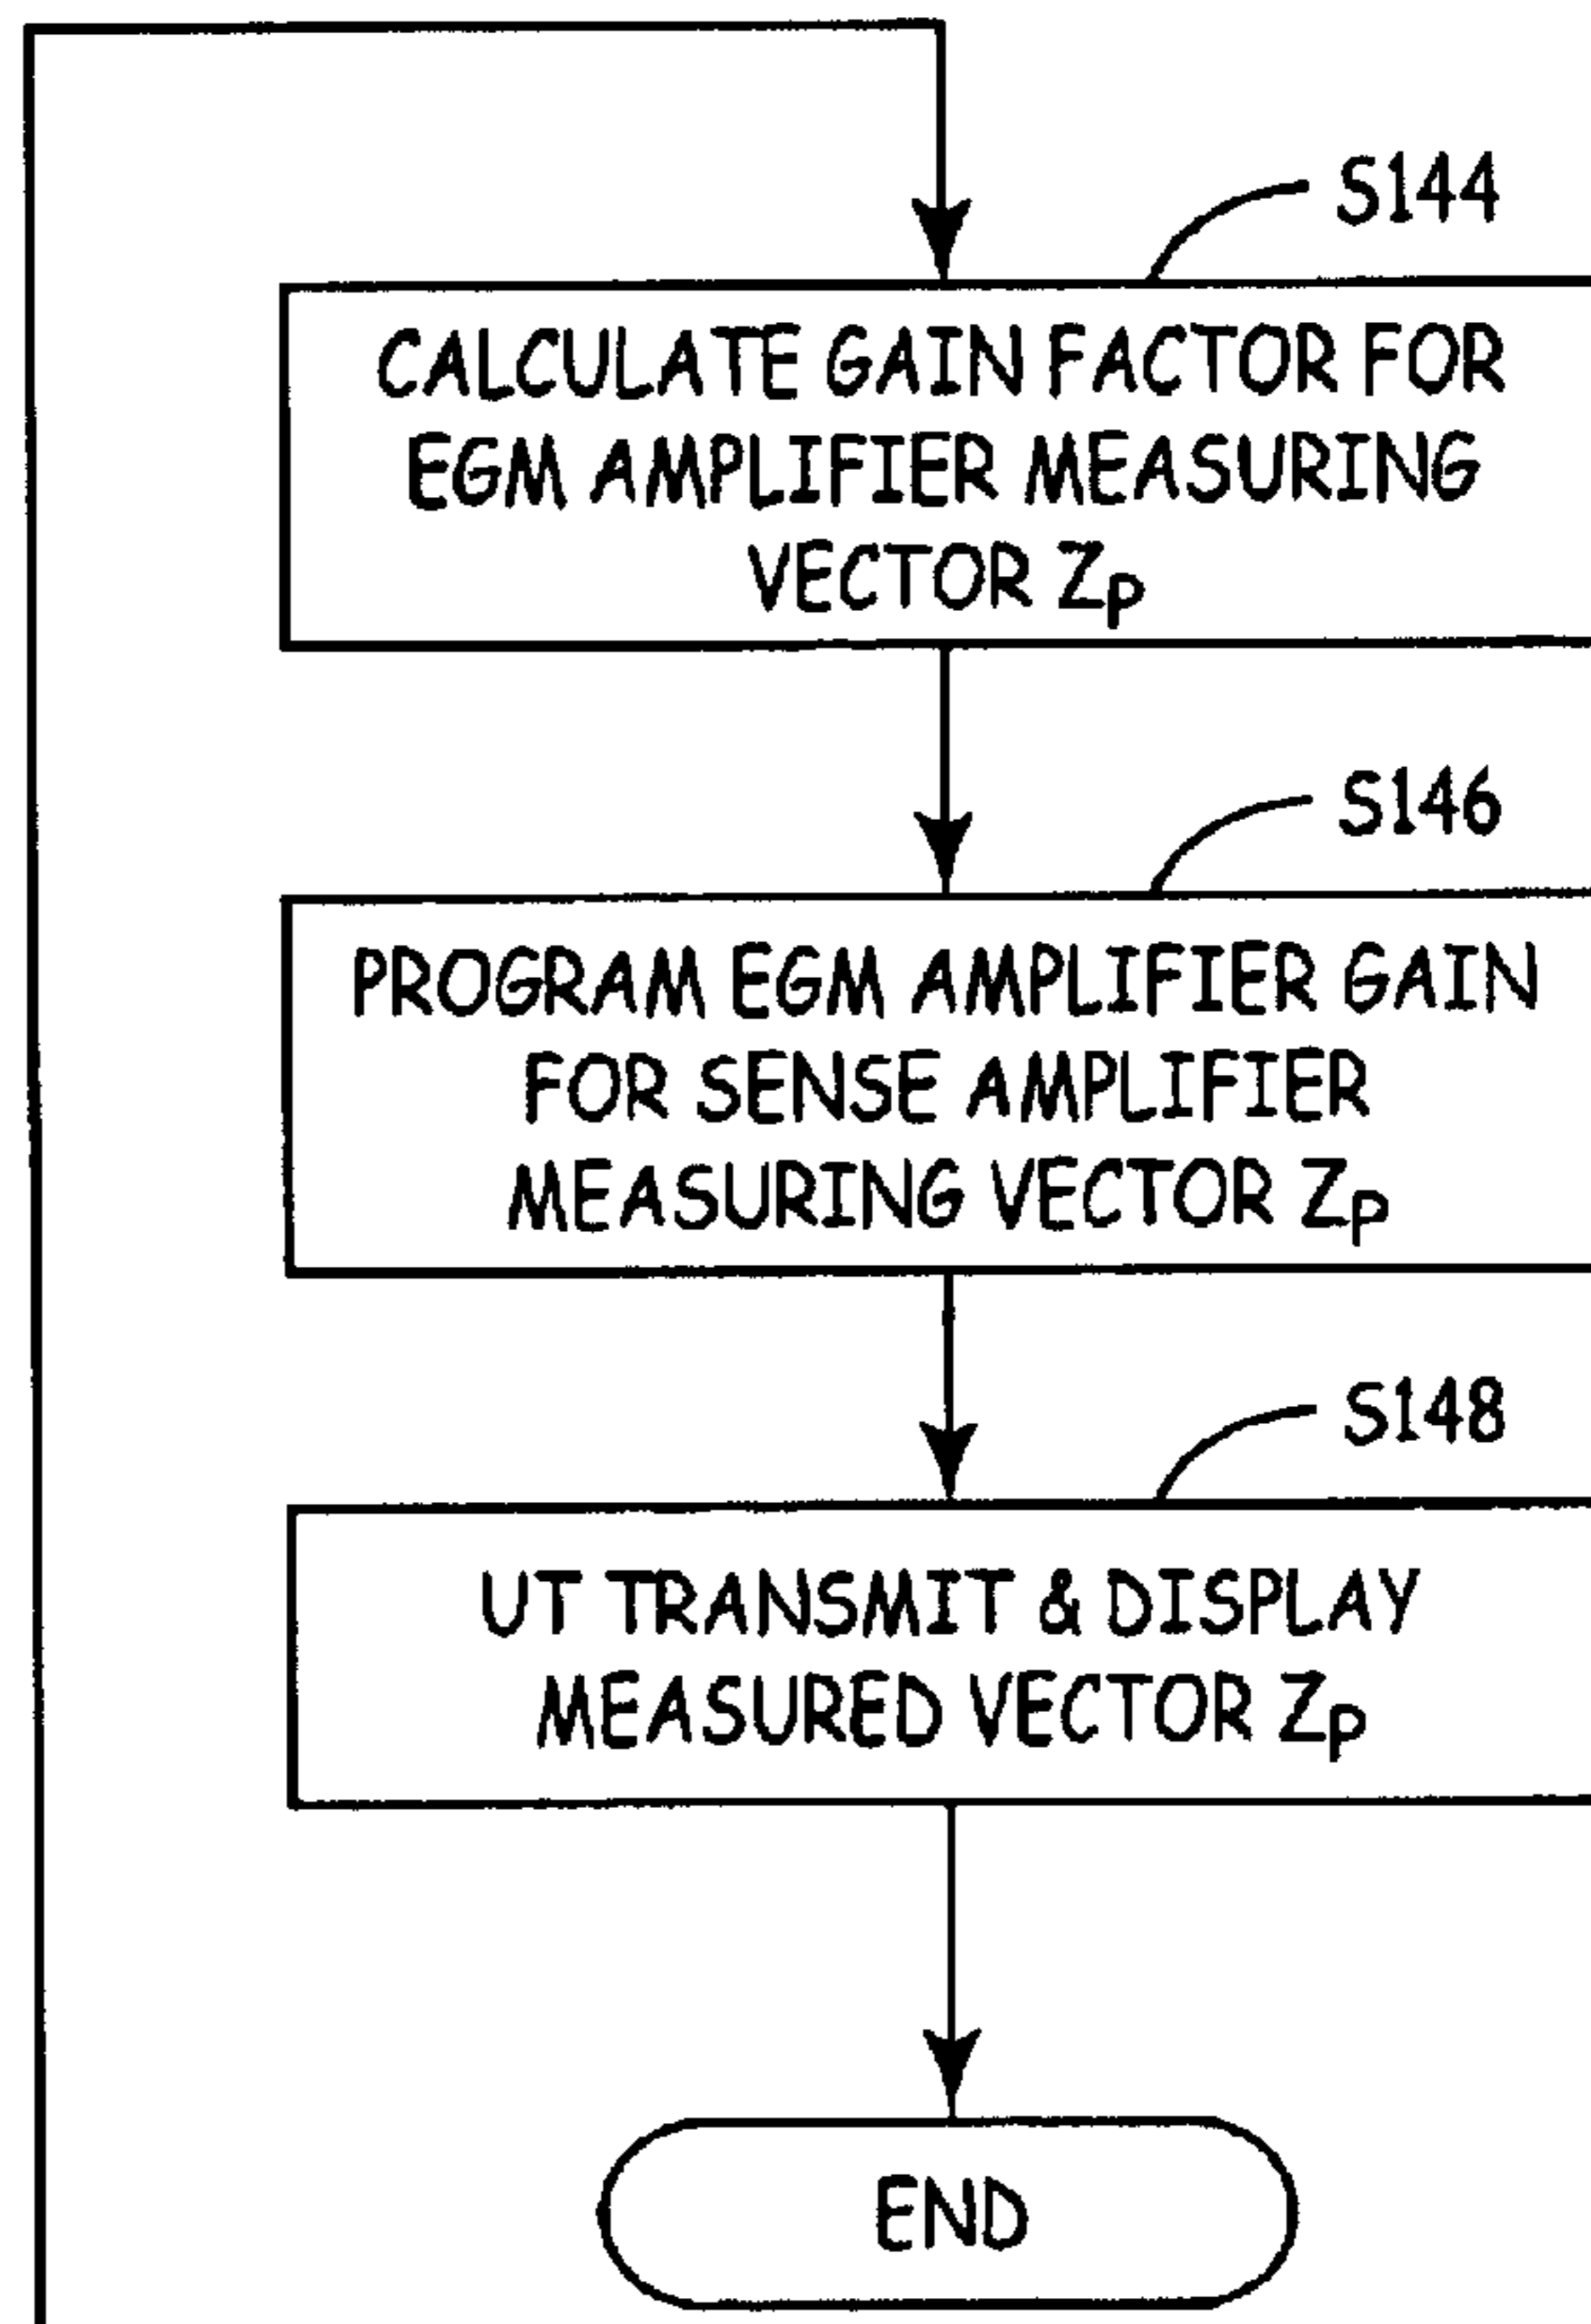 S144
CALCULATE GAIN FACTOR FOR
EGM AMPLIFIER MEASURING
VECTOR Zp
S146
PROGRAM EGM AMPLIFIER GAIN
FOR SENSE AMPLIFIER
MEASURING VECTOR Zp
S148
UT TRANSMIT & DISPLAY
MEASURED VECTOR Zp
END